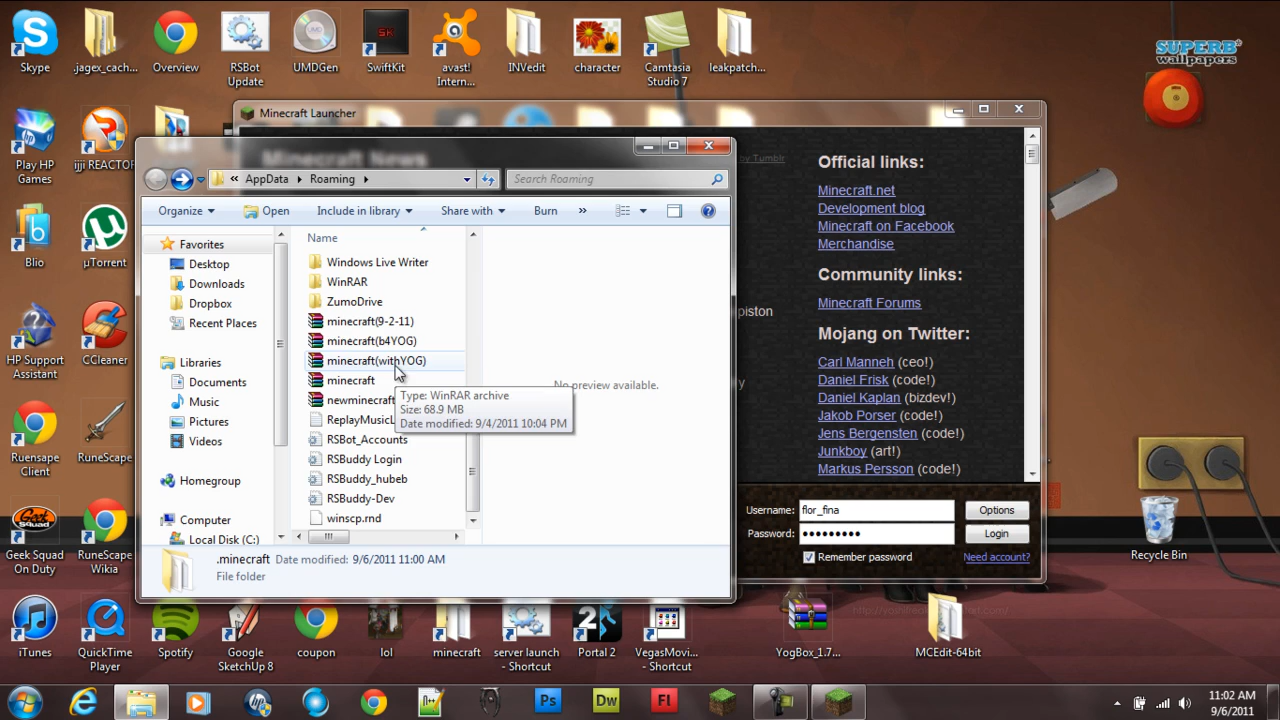 Skype
.jagex_cach...
Overview
RSBot
Update
UMDGen
SwiftKit
avast!
Intern...
INVedit
character
Camtasia
Studio 7
leakpatch...
SUPERB
wallpapers
Play HP
Games
ijji REACTOR
Blio
µTorrent
HP Support
Assistant
CCleaner
Ruensape
Client
RuneScape
Geek Squad
On Duty
RuneScape
Wikia
Minecraft Launcher
Minecraft News
by Tumblr
piston
Official links:
Minecraft.net
Development blog
Minecraft on Facebook
Merchandise
Community links:
Minecraft Forums
Mojang on Twitter:
Carl Manneh (ceo!)
Daniel Frisk (code!)
Daniel Kaplan (bizdev!)
Jakob Porser (code!)
Jens Bergensten (code!)
Junkboy (art!)
Markus Persson (code!)
Username: flor_fina
Options
Password: •••••••••
Login
Remember password
Need account?
« AppData Roaming
Search Roaming
Organize
Open
Include in library
Share with
Burn
»
Favorites
Desktop
Downloads
Dropbox
Recent Places
Libraries
Documents
Music
Pictures
Videos
Homegroup
Computer
Local Disk (C:)
Name
Windows Live Writer
WinRAR
ZumoDrive
minecraft(9-2-11)
minecraft(b4YOG)
minecraft(withYOG)
minecraft
newminecraft
ReplayMusicL
RSBot_Accounts
RSBuddy Login
RSBuddy_hubeb
RSBuddy-Dev
winscp.rnd
No preview available.
Type: WinRAR archive
Size: 68.9 MB
Date modified: 9/4/2011 10:04 PM
.minecraft Date modified: 9/6/2011 11:00 AM
File folder
Recycle Bin
iTunes
QuickTime
Player
Spotify
Google
SketchUp 8
coupon
lol
minecraft
server launch
- Shortcut
Portal 2
VegasMovi...
- Shortcut
YogBox_1.7...
MCEdit-64bit
Ps
Dw
Fl
11:02 AM
9/6/2011